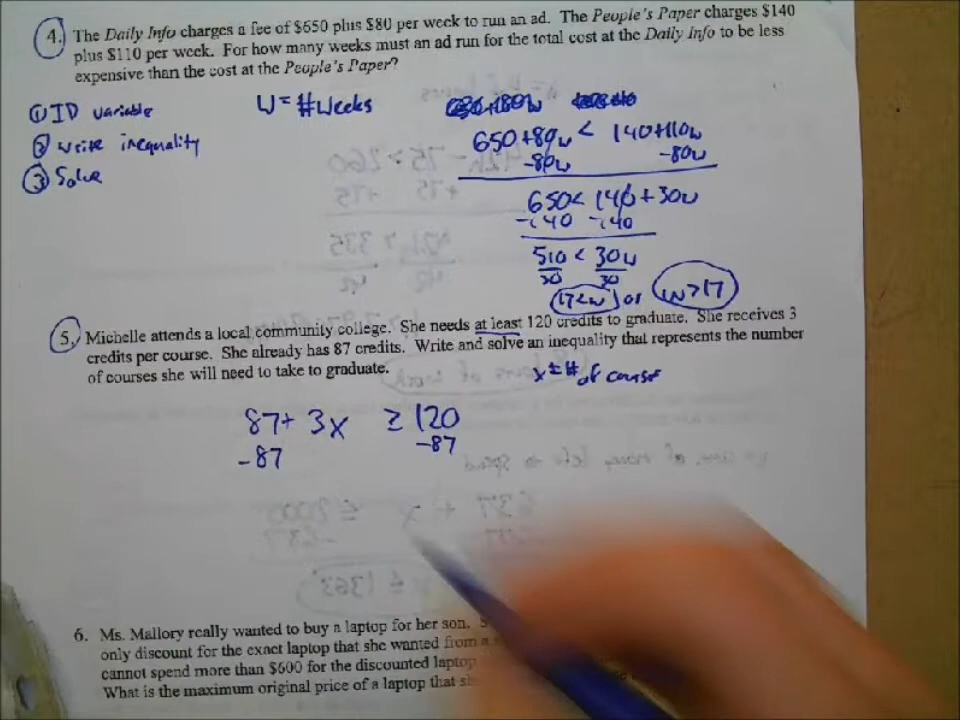 4. The Daily Info charges a fee of $650 plus $80 per week to run an ad. The People's Paper charges $140
plus $110 per week. For how many weeks must an ad run for the total cost at the Daily Info to be less
expensive than the cost at the People's Paper?
① ID variable
W = # weeks
② write inequality
③ Solve
650+80w < 140+110w
-80w -80w
650 < 140+30w
-140 -140
510 < 30w
30 30
17<w or w>17
5. Michelle attends a local community college. She needs at least 120 credits to graduate. She receives 3
credits per course. She already has 87 credits. Write and solve an inequality that represents the number
of courses she will need to take to graduate.
x = # of courses
87+ 3x ≥ 120
-87 -87
6. Ms. Mallory really wanted to buy a laptop for her son.
only discount for the exact laptop that she wanted from a
cannot spend more than $600 for the discounted laptop
What is the maximum original price of a laptop that